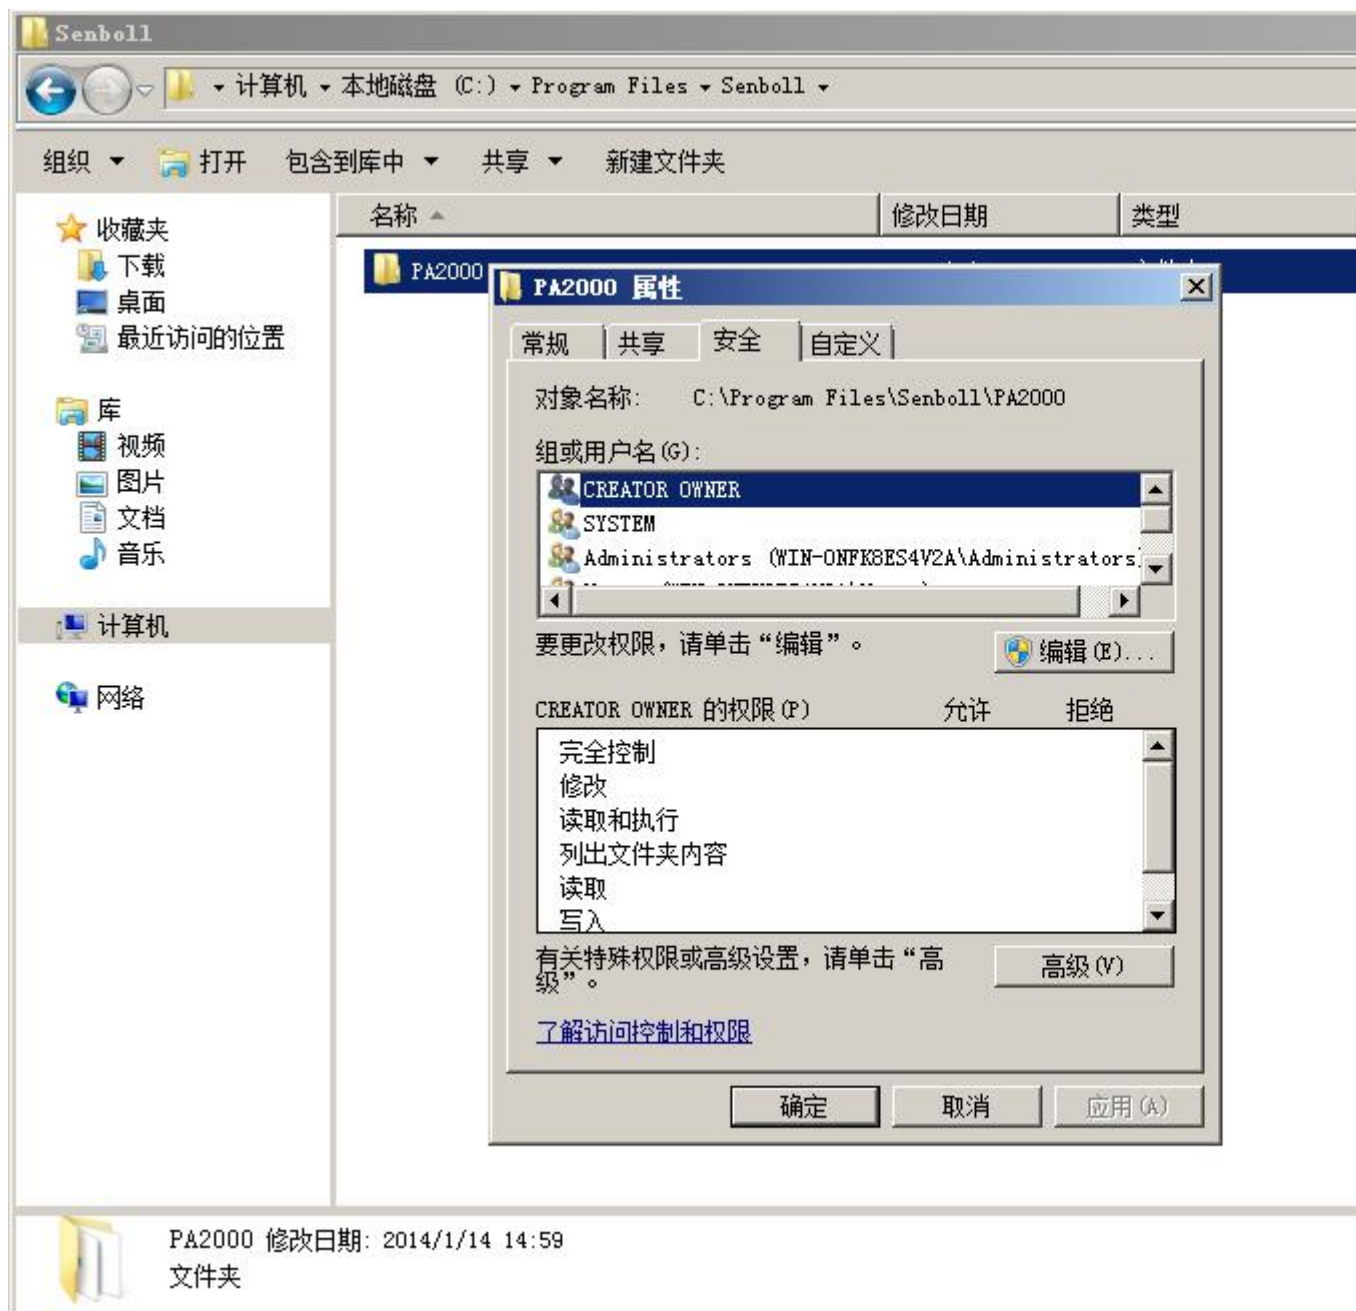 Senboll
计算机 本地磁盘 (C:) Program Files Senboll
组织 打开 包含到库中 共享 新建文件夹
名称 修改日期 类型
收藏夹
下载
桌面
最近访问的位置
库
视频
图片
文档
音乐
计算机
网络
PA2000
PA2000 属性
常规 共享 安全 自定义
对象名称: C:\Program Files\Senboll\PA2000
组或用户名(G):
CREATOR OWNER
SYSTEM
Administrators (WIN-ONFK8ES4V2A\Administrators)
要更改权限，请单击“编辑”。 编辑(E)...
CREATOR OWNER 的权限(P) 允许 拒绝
完全控制
修改
读取和执行
列出文件夹内容
读取
写入
有关特殊权限或高级设置，请单击“高
级”。
高级(V)
了解访问控制和权限
确定 取消 应用(A)
PA2000 修改日期: 2014/1/14 14:59
文件夹